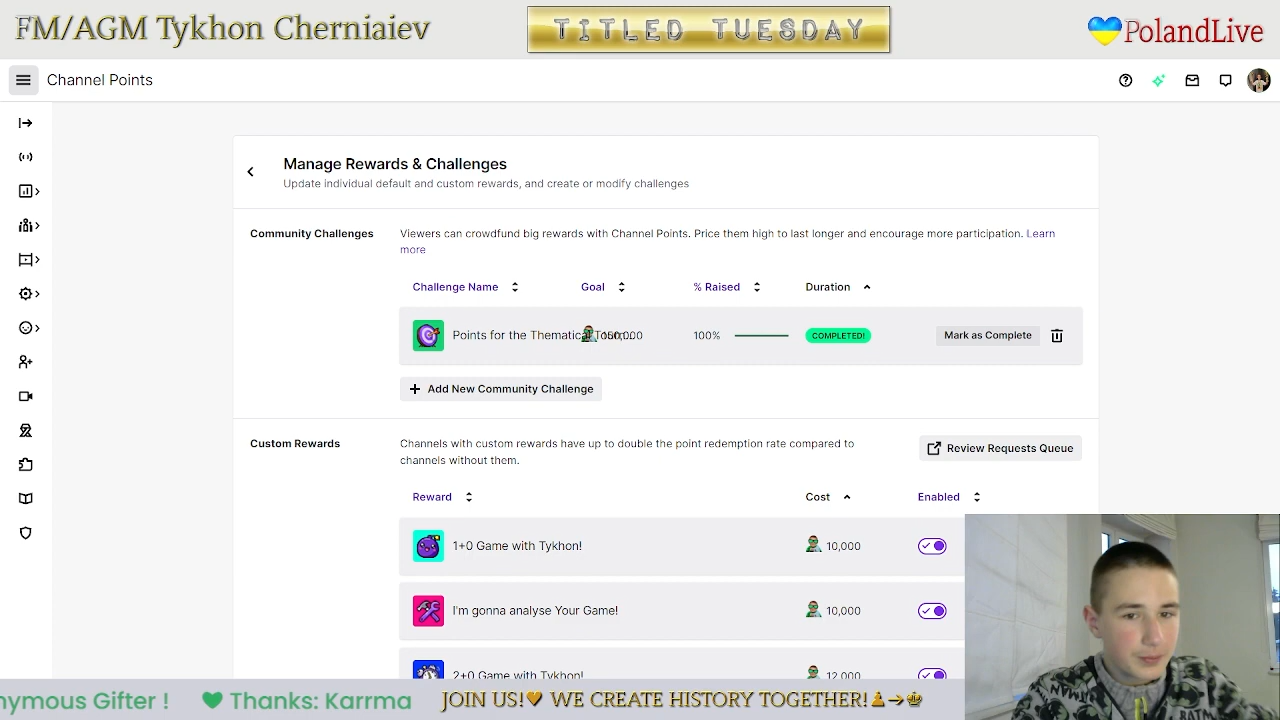 FM/AGM Tykhon Cherniaiev
TITLED TUESDAY
PolandLive
Channel Points
Manage Rewards & Challenges
Update individual default and custom rewards, and create or modify challenges
Community Challenges
Viewers can crowdfund big rewards with Channel Points. Price them high to last longer and encourage more participation. Learn
more
Challenge Name
Goal
% Raised
Duration
Points for the Thematical
150,000
100%
COMPLETED!
Mark as Complete
Add New Community Challenge
Custom Rewards
Channels with custom rewards have up to double the point redemption rate compared to
channels without them.
Review Requests Queue
Reward
Cost
Enabled
1+0 Game with Tykhon!
10,000
I'm gonna analyse Your Game!
10,000
2+0 Game with Tykhon!
12,000
nymous Gifter !
Thanks: Karrma
JOIN US! WE CREATE HISTORY TOGETHER!